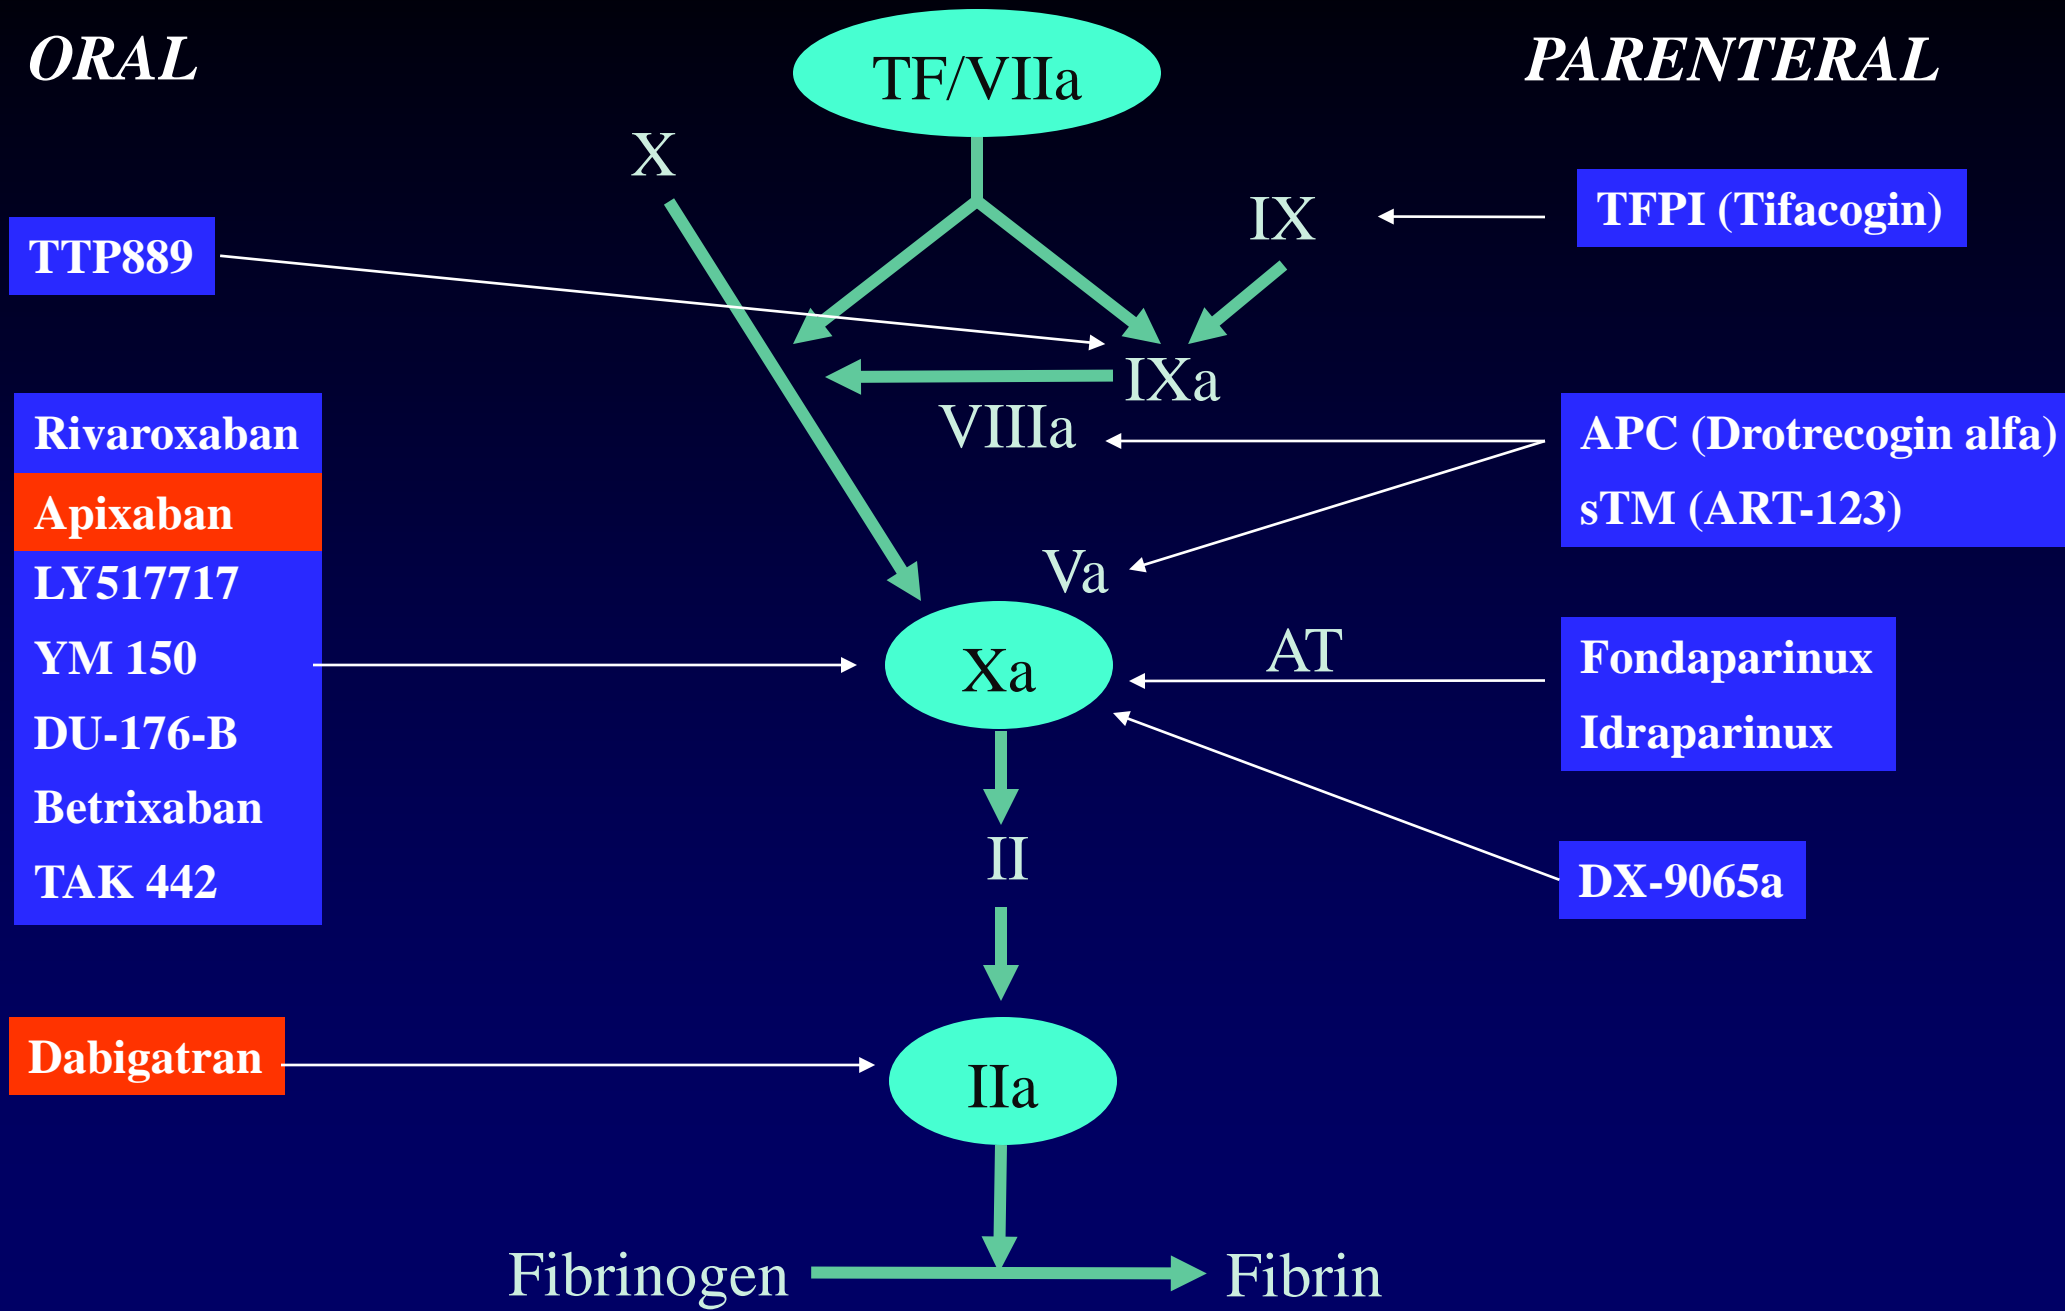 ORAL
PARENTERAL
TF/VIIa
X
IX
TFPI (Tifacogin)
TTP889
IXa
VIIIa
Rivaroxaban
Apixaban
LY517717
YM 150
DU-176-B
Betrixaban
TAK 442
APC (Drotrecogin alfa)
sTM (ART-123)
Va
Xa
AT
Fondaparinux
Idraparinux
II
DX-9065a
Dabigatran
IIa
Fibrinogen
Fibrin